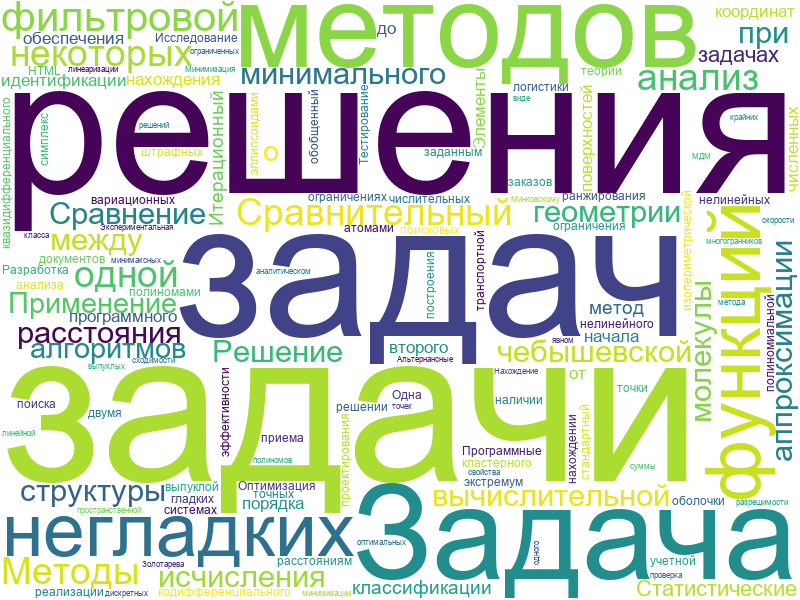 фильтровой
методов
до
координат
обеспечения
Исследование
ограниченных
при
некоторых
задачах
HTML
линеаризации
Минимизация
минимального
теории
анализ
идентификации
нахождения
логистики
Элементы
виде
решения
квазидифференциального
симплекс
решений
штрафных
Итерационный
эллипсоидами
о
обобщенный
Тестирование
заданным
заказов
поверхностей
крайних
МДМ
численных
вариационных
ограничениях
числительных
Минковскому
ранжирования
нелинейных
Сравнение
Экспериментальная
Сравнительный
геометрии
изопериметрической
функций
скорости
класса
между
атомами
поисковых
ограничения
документов
минимаксных
задач
многогранников
Разработка
одной
аналитическом
построения
транспортной
анализа
полиномами
Применение
метод
молекулы
метода
полиномиальной
аппроксимации
программного
нелинейного
расстояния
начала
явном
алгоритмов
Решение
второго
чебышевской
сходимости
Альтернансные
выпуклых
задачи
Нахождение
от
точки
поиска
двумя
эффективности
решении
Одна
точек
наличии
линейной
приема
Программные
нахождении
стандартный
полиномов
проектирования
кластерного
свойства
суммы
структуры
выпуклой
Оптимизация
экстремум
гладких
точных
порядка
вычислительной
оболочки
разрешимости
пространственной
системах
негладких
Задача
оптимальных
одного
проверка
Золотарева
расстояниям
учетной
Методы
исчисления
классификации
Статистические
реализации
дискретных
кодифференциального
минимизации